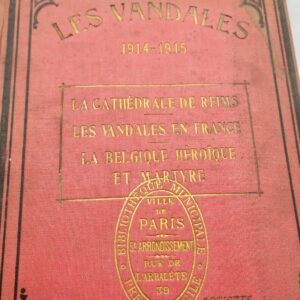 LES VANDALES
1914-1915
LA CATHÉDRALE DE REIMS
LES VANDALES EN FRANCE
LA BELGIQUE HÉROÏQUE
ET MARTYRE
BIBLIOTHÈQUE MUNICIPALE
VILLE
DE
PARIS
5e ARRONDISSEMENT
RUE DE
L'ARBALÈTE
39